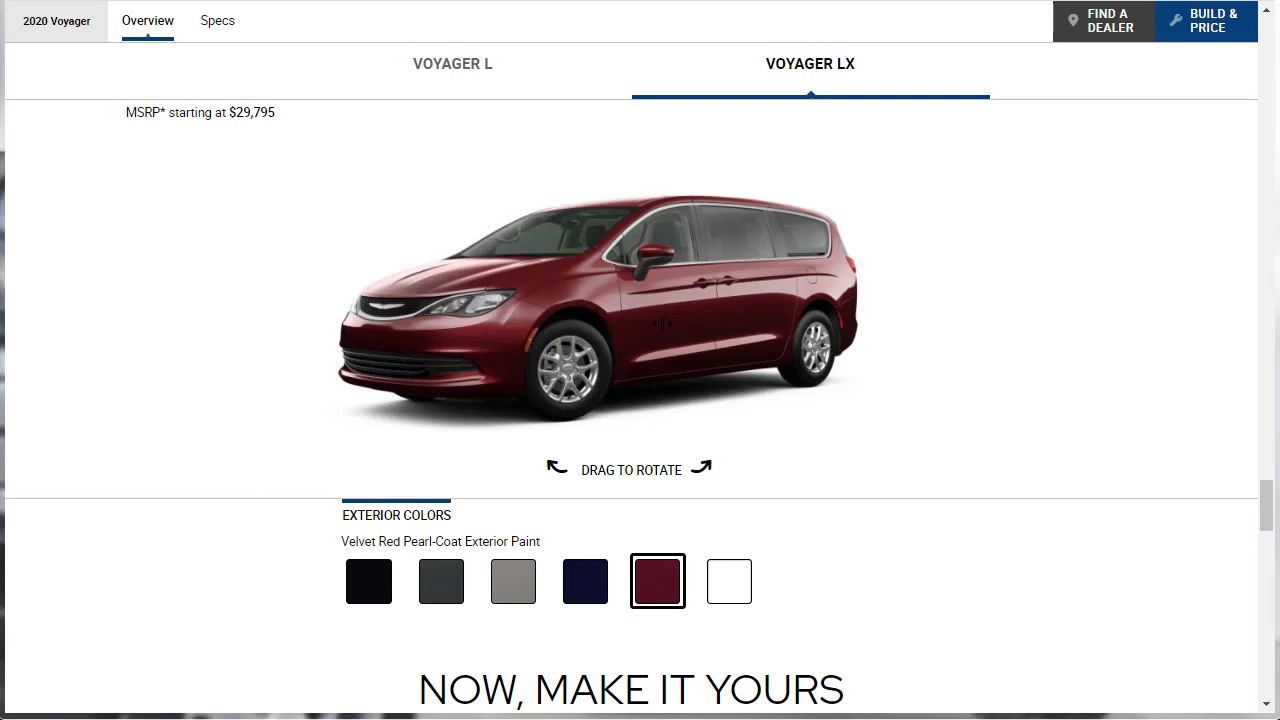 2020 Voyager
Overview
Specs
FIND A
DEALER
BUILD &
PRICE
VOYAGER L
VOYAGER LX
MSRP* starting at $29,795
DRAG TO ROTATE
EXTERIOR COLORS
Velvet Red Pearl-Coat Exterior Paint
NOW, MAKE IT YOURS